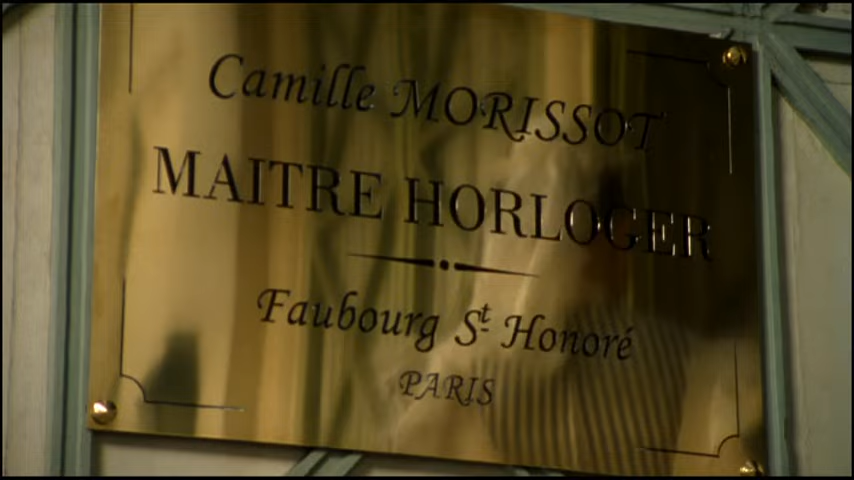 Camille MORISSOT
MAITRE HORLOGER
Faubourg St Honoré
PARIS